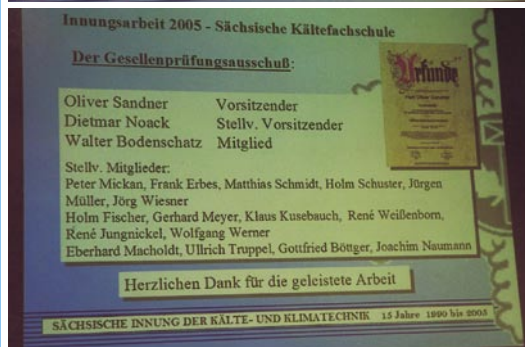 Innungsarbeit 2005 - Sächsische Kältefachschule
Der Gesellenprüfungsausschuß:
Urkunde
Oliver Sandner Vorsitzender
Dietmar Noack Stellv. Vorsitzender
Walter Bodenschatz Mitglied
Stellv. Mitglieder:
Peter Mickan, Frank Erbes, Matthias Schmidt, Holm Schuster, Jürgen
Müller, Jörg Wiesner
Holm Fischer, Gerhard Meyer, Klaus Kusebauch, René Weißenborn,
René Jungnickel, Wolfgang Werner
Eberhard Macholdt, Ullrich Truppel, Gottfried Böttger, Joachim Naumann
Herzlichen Dank für die geleistete Arbeit
SÄCHSISCHE INNUNG DER KÄLTE- UND KLIMATECHNIK 15 Jahre 1990 bis 2005